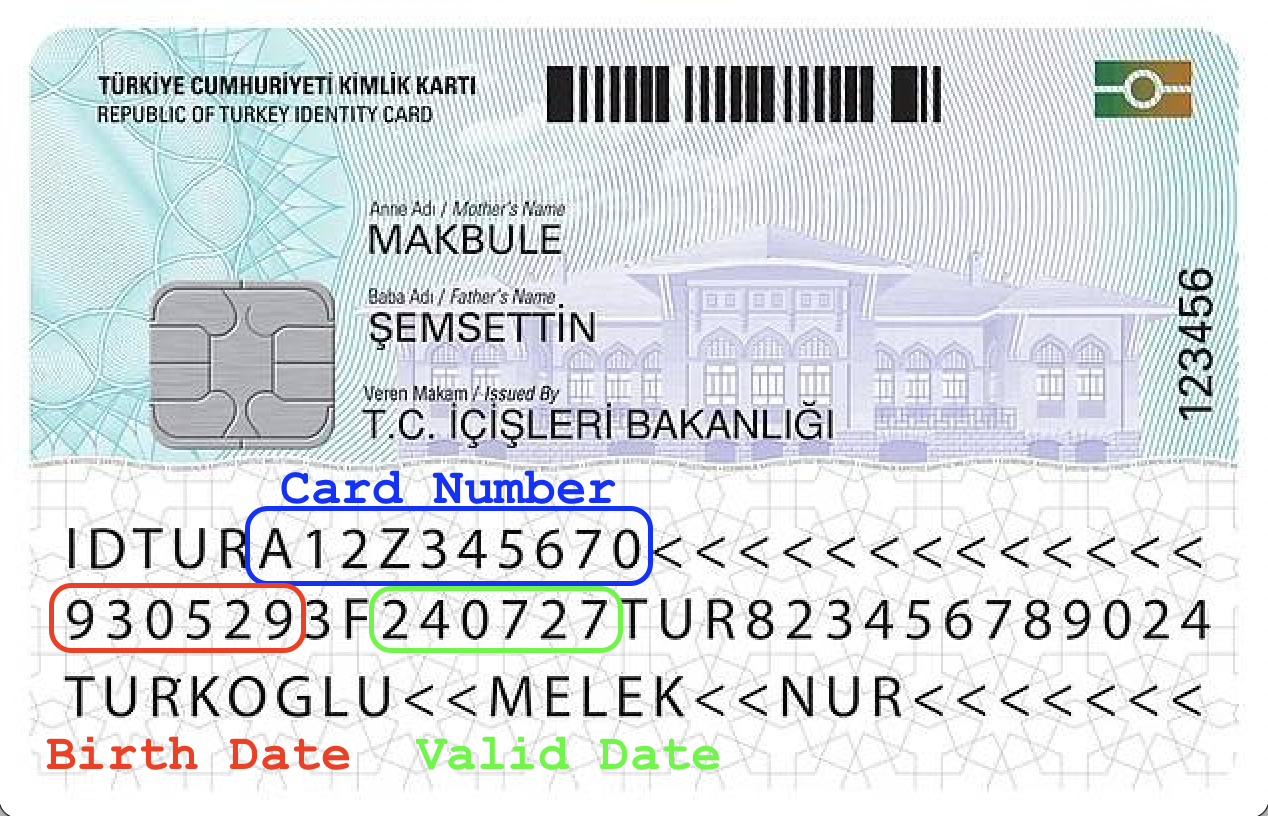 TÜRKİYE CUMHURİYETİ KİMLİK KARTI
REPUBLIC OF TURKEY IDENTITY CARD
Anne Adı / Mother's Name
MAKBULE
Baba Adı / Father's Name
ŞEMSETTİN
Veren Makam / Issued By
T.C. İÇİŞLERİ BAKANLIĞI
123456
Card Number
IDTURA12Z345670<<<<<<<<<<<<<
9305293F240727TUR823456789024
TURKOGLU<<MELEK<<NUR<<<<<<<
Birth Date Valid Date